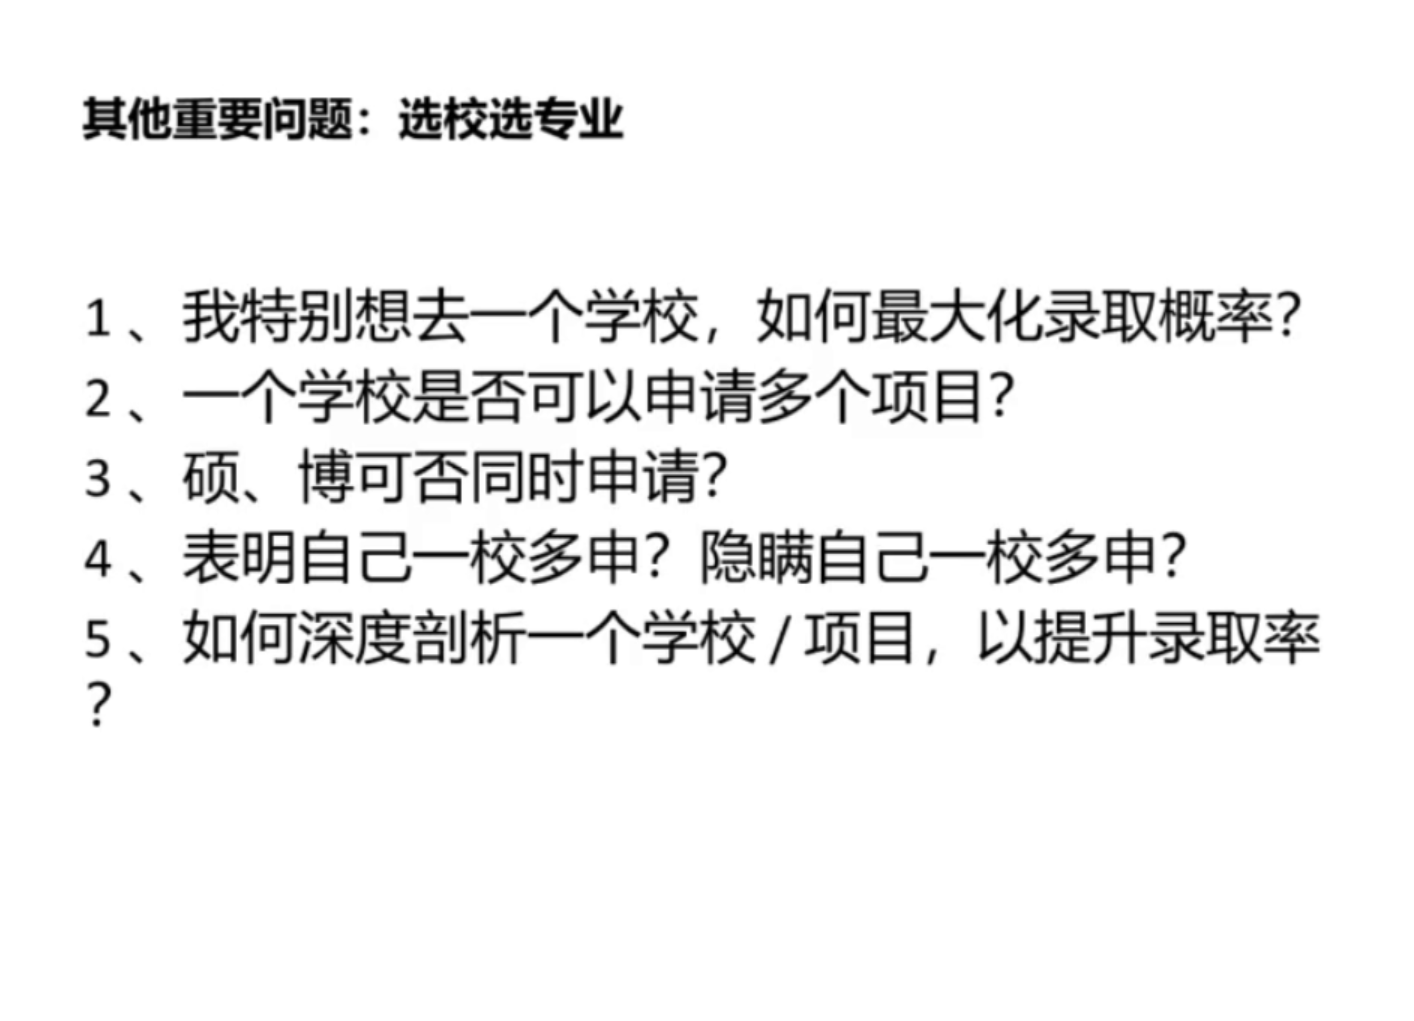 其他重要问题：选校选专业
1 、我特别想去一个学校，如何最大化录取概率？
2 、一个学校是否可以申请多个项目？
3 、硕、博可否同时申请？
4 、表明自己一校多申？隐瞒自己一校多申？
5 、如何深度剖析一个学校 / 项目，以提升录取率
？